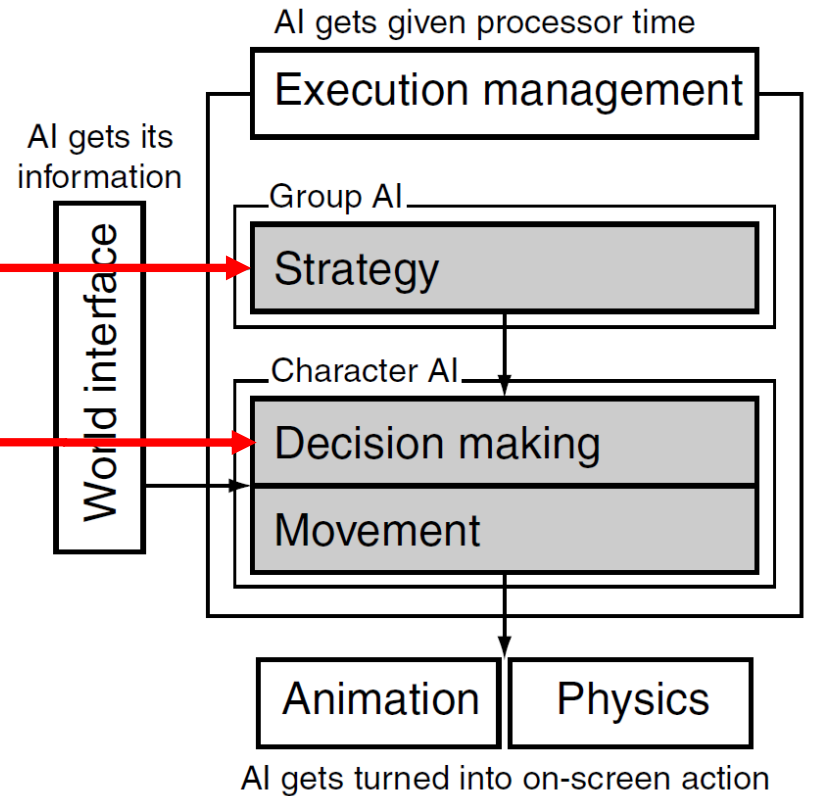 AI gets given processor time
Execution management
AI gets its
information
Group AI
World interface
Strategy
Character AI
Decision making
Movement
Animation
Physics
AI gets turned into on-screen action